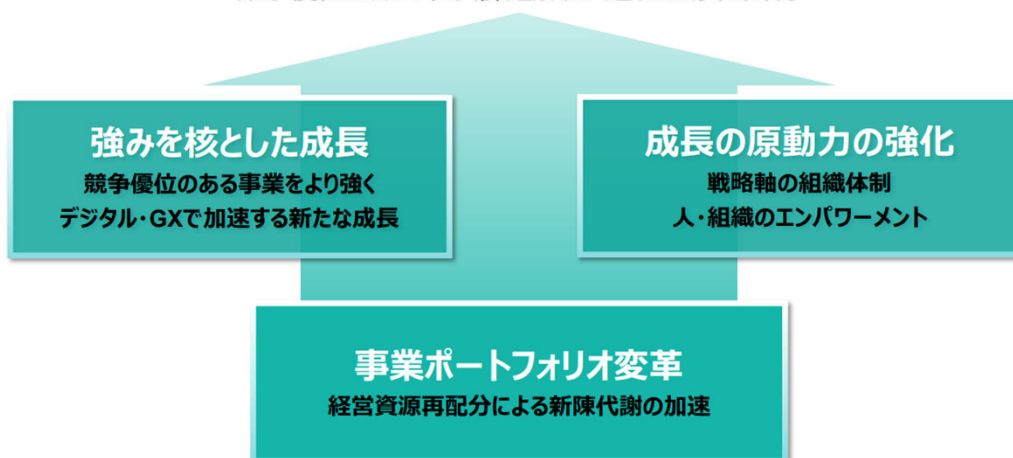 強みを核とした成長
競争優位のある事業をより強く
デジタル・GXで加速する新たな成長
成長の原動力の強化
戦略軸の組織体制
人・組織のエンパワーメント
事業ポートフォリオ変革
経営資源再配分による新陳代謝の加速